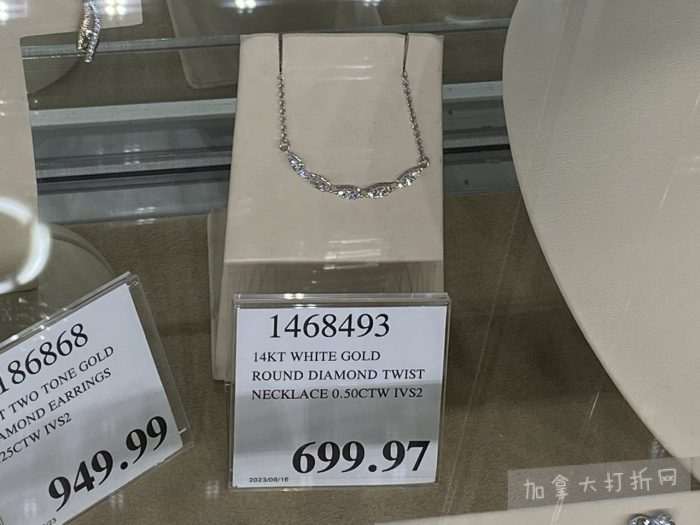 1468493
14KT WHITE GOLD
ROUND DIAMOND TWIST
NECKLACE 0.50CTW IVS2
699.97
2023/08/16
186868
T TWO TONE GOLD
AMOND EARRINGS
25CTW IVS2
949.99
加拿大打折网